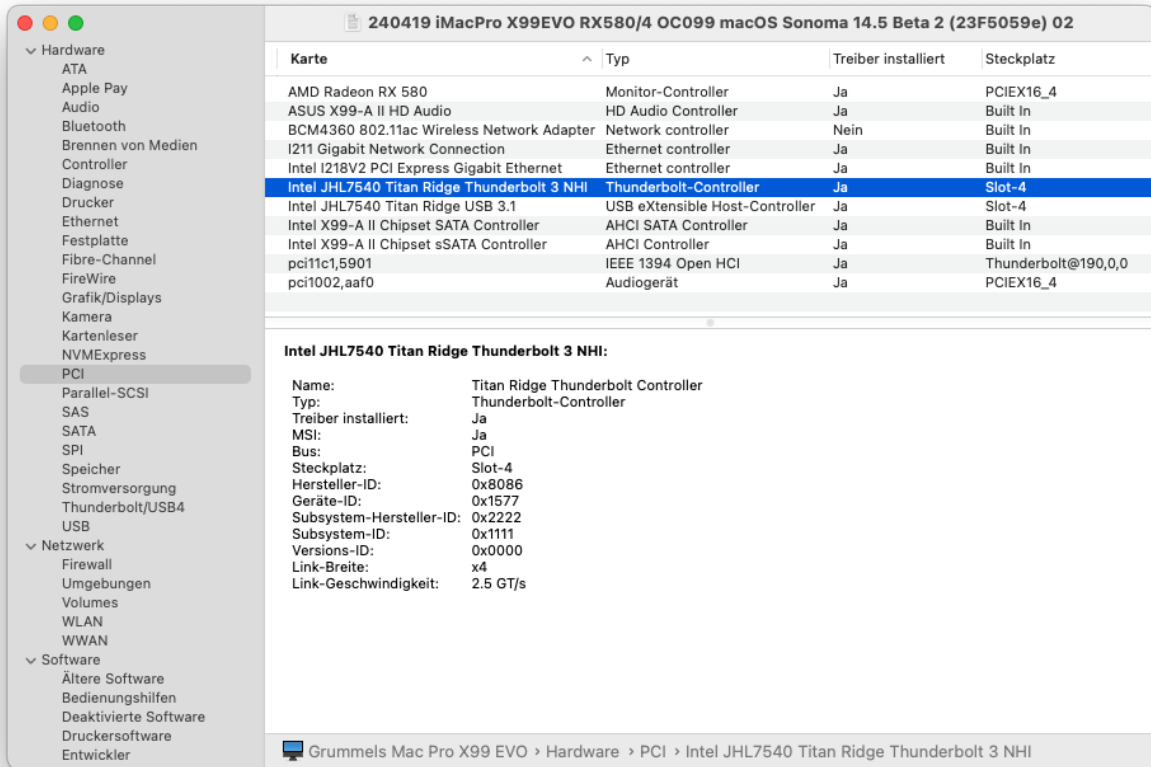 240419 iMacPro X99EVO RX580/4 OC099 macOS Sonoma 14.5 Beta 2 (23F5059e) 02
Hardware
ATA
Apple Pay
Audio
Bluetooth
Brennen von Medien
Controller
Diagnose
Drucker
Ethernet
Festplatte
Fibre-Channel
FireWire
Grafik/Displays
Kamera
Kartenleser
NVMExpress
PCI
Parallel-SCSI
SAS
SATA
SPI
Speicher
Stromversorgung
Thunderbolt/USB4
USB
Netzwerk
Firewall
Umgebungen
Volumes
WLAN
WWAN
Software
Ältere Software
Bedienungshilfen
Deaktivierte Software
Druckersoftware
Entwickler
Karte Typ Treiber installiert Steckplatz
AMD Radeon RX 580 Monitor-Controller Ja PCIEX16_4
ASUS X99-A II HD Audio HD Audio Controller Ja Built In
BCM4360 802.11ac Wireless Network Adapter Network controller Nein Built In
I211 Gigabit Network Connection Ethernet controller Ja Built In
Intel I218V2 PCI Express Gigabit Ethernet Ethernet controller Ja Built In
Intel JHL7540 Titan Ridge Thunderbolt 3 NHI Thunderbolt-Controller Ja Slot-4
Intel JHL7540 Titan Ridge USB 3.1 USB eXtensible Host-Controller Ja Slot-4
Intel X99-A II Chipset SATA Controller AHCI SATA Controller Ja Built In
Intel X99-A II Chipset sSATA Controller AHCI Controller Ja Built In
pci11c1,5901 IEEE 1394 Open HCI Ja Thunderbolt@190,0,0
pci1002,aaf0 Audiogerät Ja PCIEX16_4
Intel JHL7540 Titan Ridge Thunderbolt 3 NHI:
Name: Titan Ridge Thunderbolt Controller
Typ: Thunderbolt-Controller
Treiber installiert: Ja
MSI: Ja
Bus: PCI
Steckplatz: Slot-4
Hersteller-ID: 0x8086
Geräte-ID: 0x1577
Subsystem-Hersteller-ID: 0x2222
Subsystem-ID: 0x1111
Versions-ID: 0x0000
Link-Breite: x4
Link-Geschwindigkeit: 2.5 GT/s
Grummels Mac Pro X99 EVO › Hardware › PCI › Intel JHL7540 Titan Ridge Thunderbolt 3 NHI